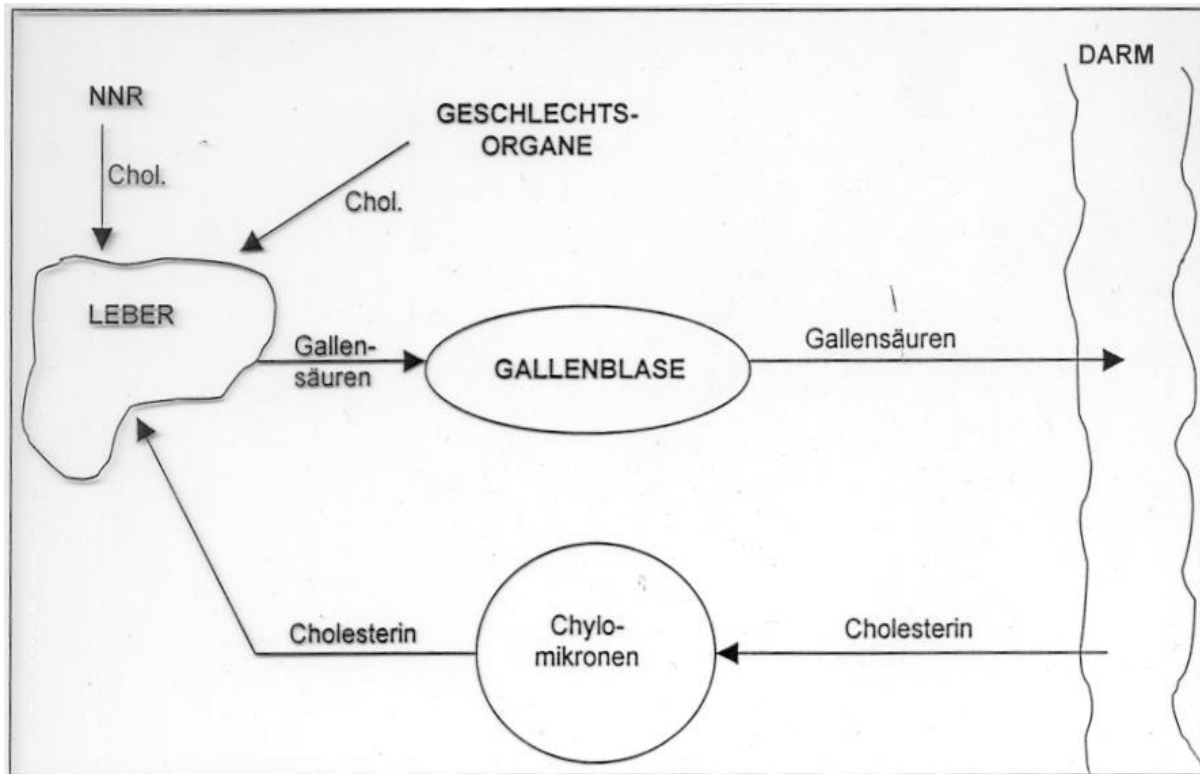 DARM
NNR
GESCHLECHTS-
ORGANE
Chol.
Chol.
LEBER
Gallen-
säuren
GALLENBLASE
Gallensäuren
Cholesterin
Chylo-
mikronen
Cholesterin